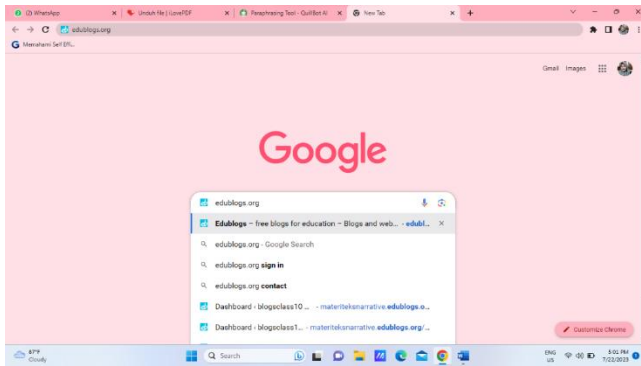 (2) WhatsApp
Unduh File | iLovePDF
Paraphrasing Tool - QuillBot AI
New Tab
edublogs.org
Memahami Self Effi...
Gmail Images
Google
edublogs.org
Edublogs – free blogs for education – Blogs and web... - edubl...
edublogs.org - Google Search
edublogs.org sign in
edublogs.org contact
Dashboard ‹ blogsclass10 ... - materiteksnarrative.edublogs.o...
Dashboard ‹ blogsclass1... - materiteksnarrative.edublogs.org/...
Customize Chrome
87°F
Cloudy
Search
ENG
US
5:01 PM
7/22/2023